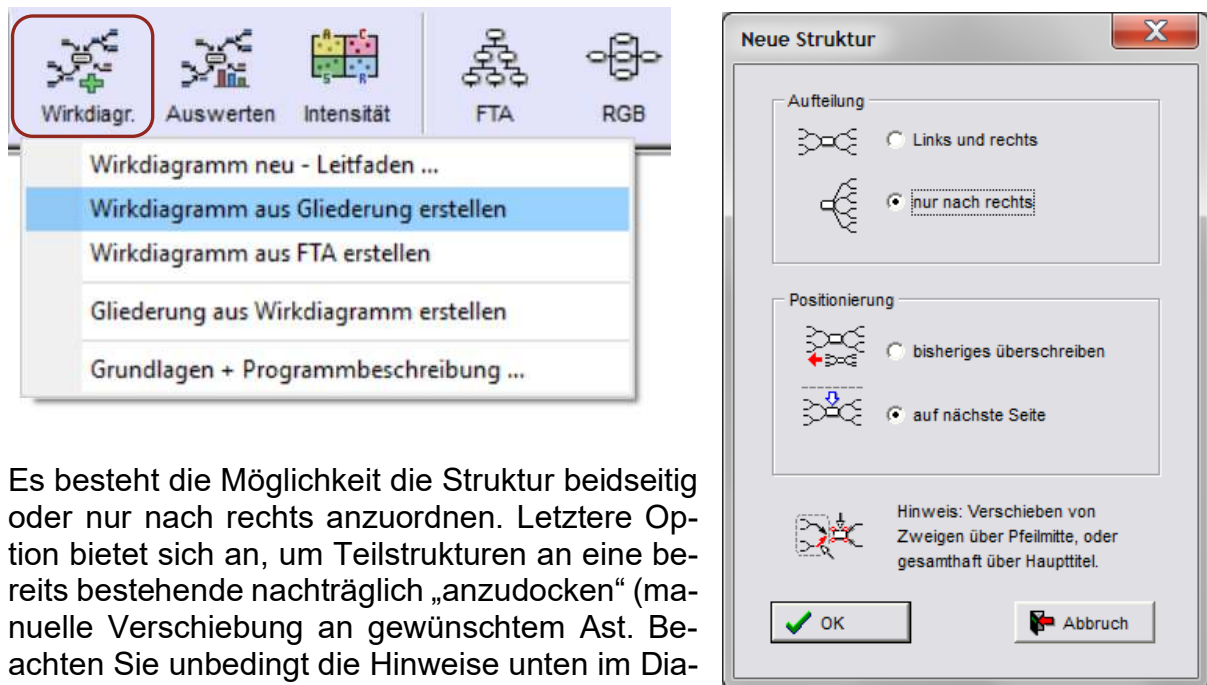 Wirkdiagr.
Auswerten
Intensität
FTA
RGB
Wirkdiagramm neu - Leitfaden ...
Wirkdiagramm aus Gliederung erstellen
Wirkdiagramm aus FTA erstellen
Gliederung aus Wirkdiagramm erstellen
Grundlagen + Programmbeschreibung ...
Es besteht die Möglichkeit die Struktur beidseitig
oder nur nach rechts anzuordnen. Letztere Op-
tion bietet sich an, um Teilstrukturen an eine be-
reits bestehende nachträglich „anzudocken“ (ma-
nuelle Verschiebung an gewünschtem Ast. Be-
achten Sie unbedingt die Hinweise unten im Dia-
Neue Struktur
Aufteilung
Links und rechts
nur nach rechts
Positionierung
bisheriges überschreiben
auf nächste Seite
Hinweis: Verschieben von
Zweigen über Pfeilmitte, oder
gesamthaft über Haupttitel.
OK
Abbruch